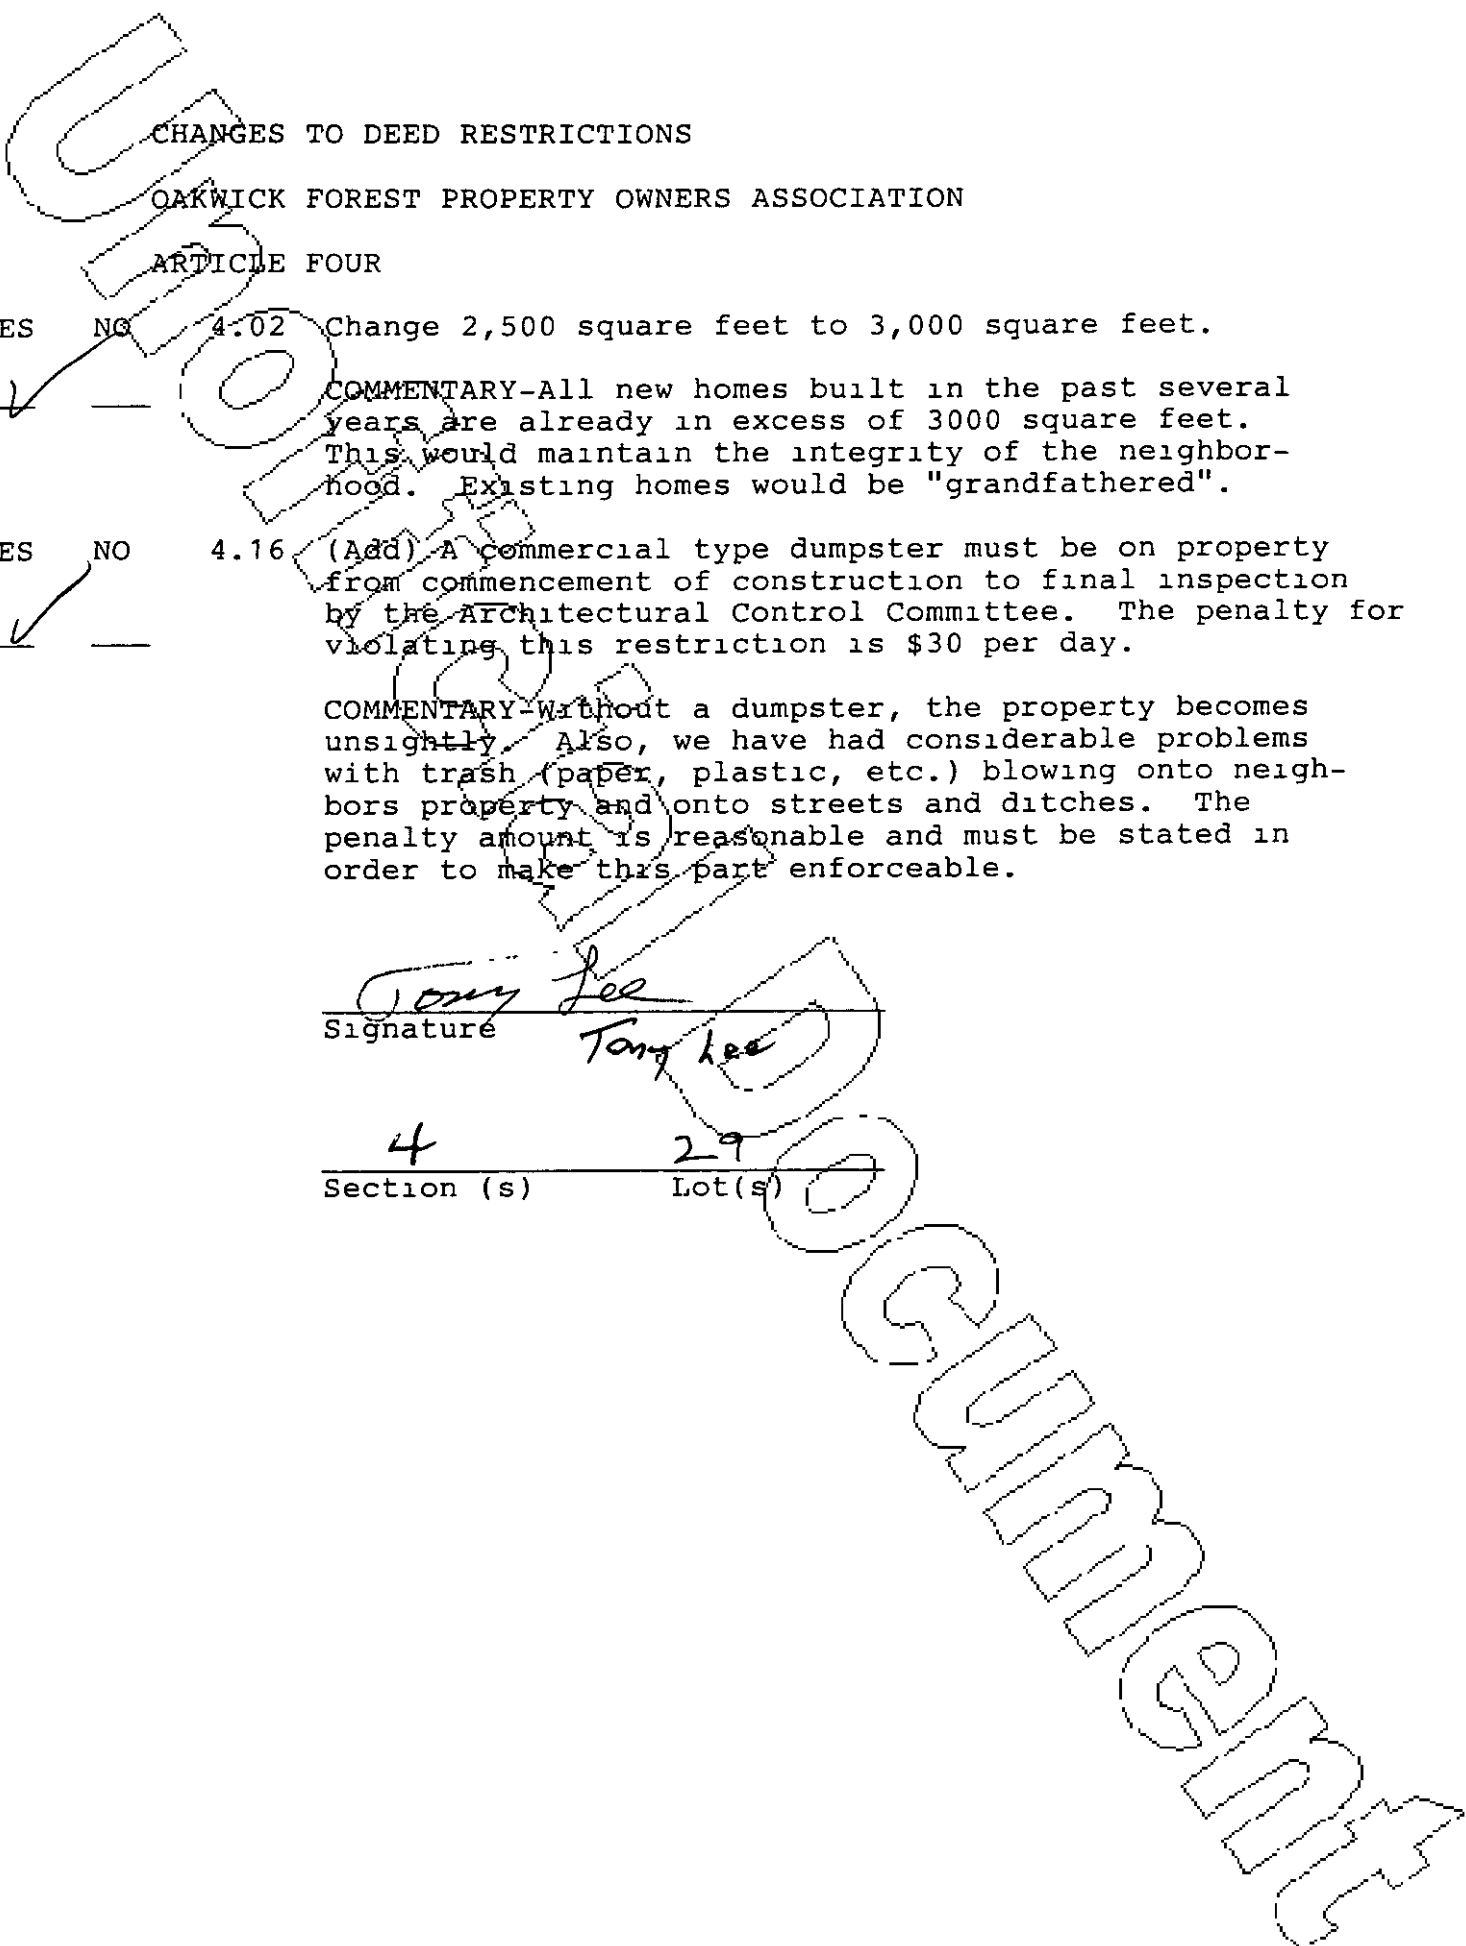 CHANGES TO DEED RESTRICTIONS
OAKWICK FOREST PROPERTY OWNERS ASSOCIATION
ARTICLE FOUR
ES NO 4.02 Change 2,500 square feet to 3,000 square feet.
COMMENTARY-All new homes built in the past several
years are already in excess of 3000 square feet.
This would maintain the integrity of the neighbor-
hood. Existing homes would be "grandfathered".
ES NO 4.16 (Add) A commercial type dumpster must be on property
from commencement of construction to final inspection
by the Architectural Control Committee. The penalty for
violating this restriction is $30 per day.
COMMENTARY-Without a dumpster, the property becomes
unsightly. Also, we have had considerable problems
with trash (paper, plastic, etc.) blowing onto neigh-
bors property and onto streets and ditches. The
penalty amount is reasonable and must be stated in
order to make this part enforceable.
Tony Lee
Signature
Tony Lee
4 29
Section (s) Lot(s)
Unofficial Document